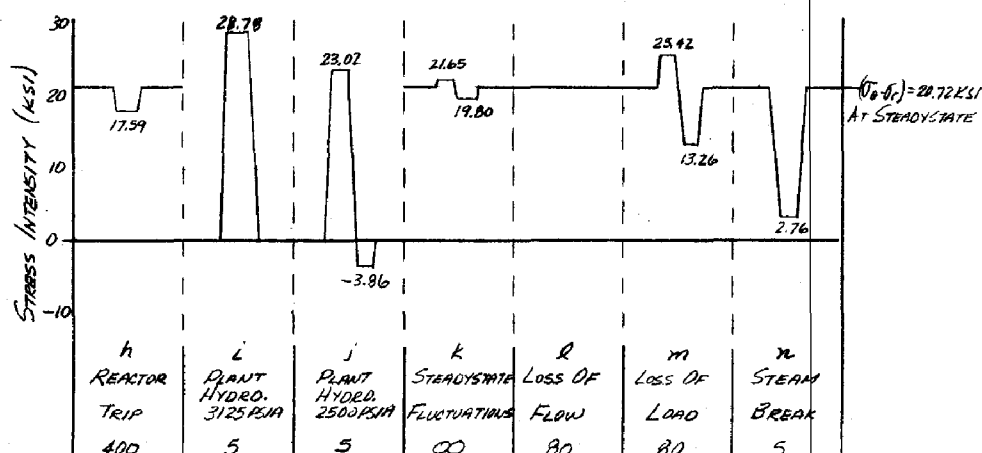 STRESS INTENSITY (KSI)
30
20
10
0
-10
17.59
28.78
23.02
-3.86
21.65
19.80
25.42
13.26
2.76
(σθ-σr) = 20.72 KSI
AT STEADYSTATE
h i j k l m n
REACTOR PLANT PLANT STEADYSTATE LOSS OF LOSS OF STEAM
HYDRO. HYDRO.
TRIP 3125 PSIA 2500 PSIA FLUCTUATIONS FLOW LOAD BREAK
400 5 5 ∞ 80 80 5